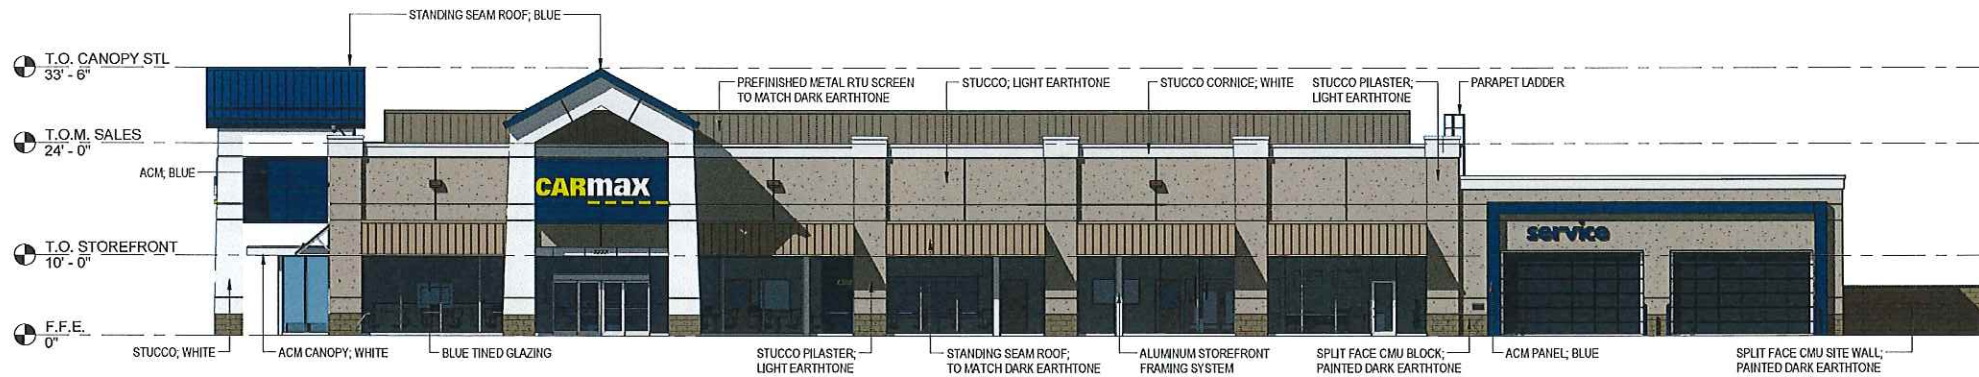 STANDING SEAM ROOF; BLUE
T.O. CANOPY STL
33' - 6"
PREFINISHED METAL RTU SCREEN
TO MATCH DARK EARTHTONE
STUCCO; LIGHT EARTHTONE
STUCCO CORNICE; WHITE
STUCCO PILASTER;
LIGHT EARTHTONE
PARAPET LADDER
T.O.M. SALES
24' - 0"
ACM; BLUE
CARMAX
service
T.O. STOREFRONT
10' - 0"
F.F.E.
0"
STUCCO; WHITE
ACM CANOPY; WHITE
BLUE TINED GLAZING
STUCCO PILASTER;
LIGHT EARTHTONE
STANDING SEAM ROOF;
TO MATCH DARK EARTHTONE
ALUMINUM STOREFRONT
FRAMING SYSTEM
SPLIT FACE CMU BLOCK;
PAINTED DARK EARTHTONE
ACM PANEL; BLUE
SPLIT FACE CMU SITE WALL;
PAINTED DARK EARTHTONE